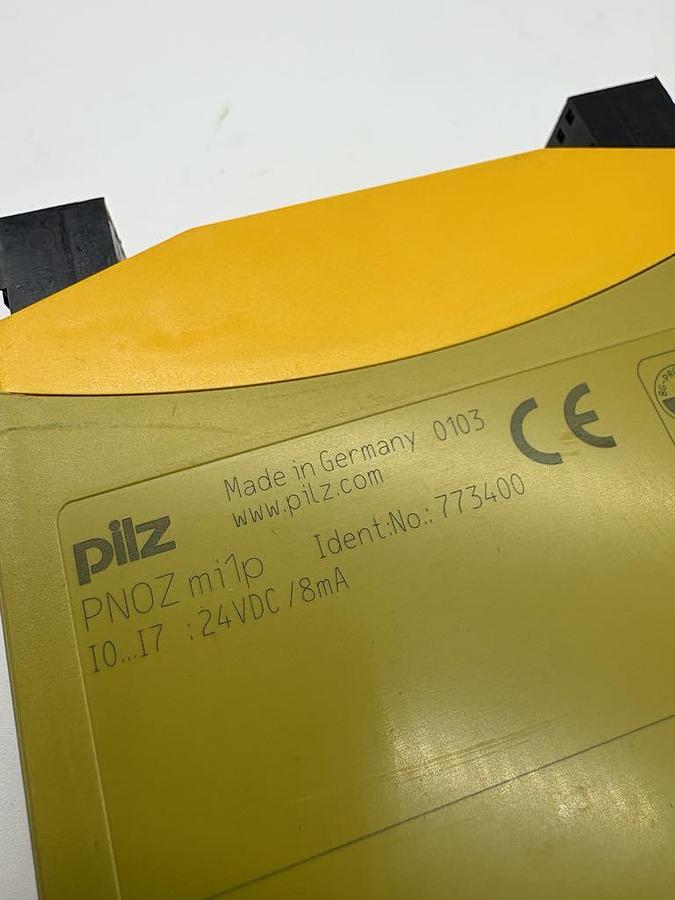 Made in Germany 0103 CE
www.pilz.com
pilz
Ident.No.: 773400
PNOZ mi1p
I0...I7 : 24VDC /8mA